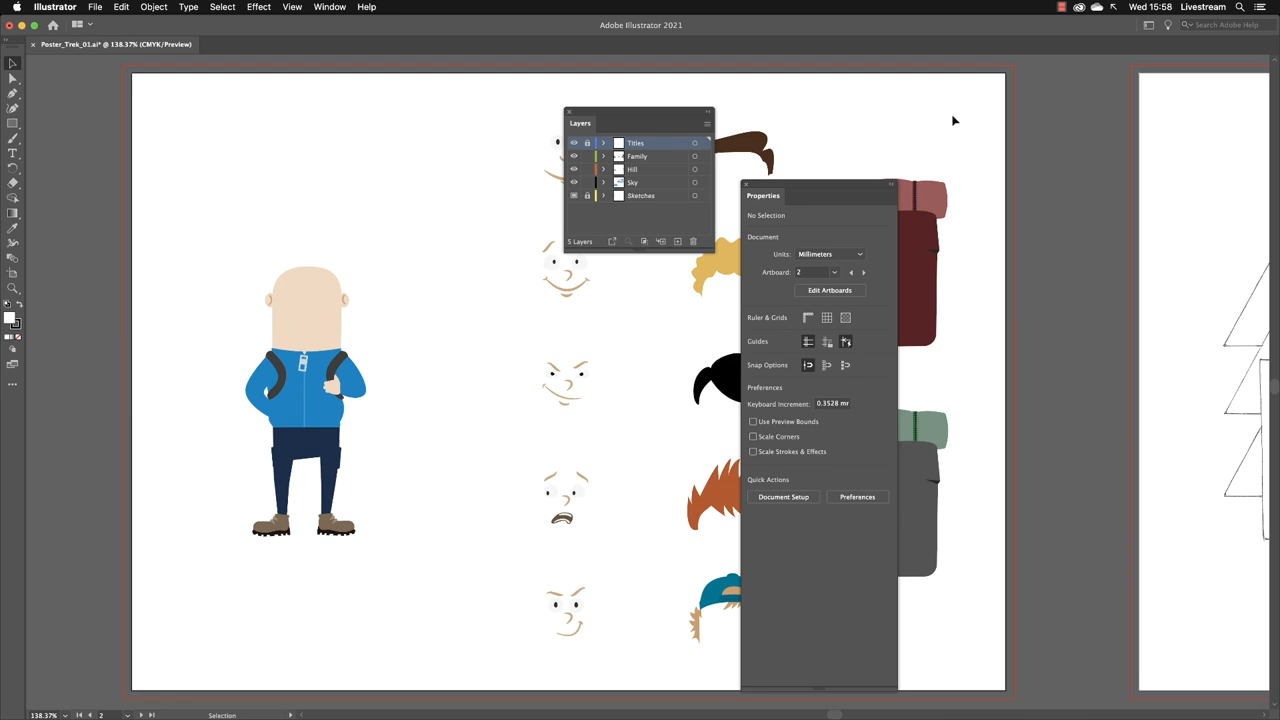 Illustrator File Edit Object Type Select Effect View Window Help Wed 15:58 Livestream
Adobe Illustrator 2021 Search Adobe Help
Poster_Trek_01.ai* @ 138.37% (CMYK/Preview)
Layers
Titles
Family
Hill
Sky
Sketches
5 Layers
Properties
No Selection
Document
Units: Millimeters
Artboard: 2
Edit Artboards
Ruler & Grids
Guides
Snap Options
Preferences
Keyboard Increment: 0.3528 mr
Use Preview Bounds
Scale Corners
Scale Strokes & Effects
Quick Actions
Document Setup Preferences
138.37% 2 Selection